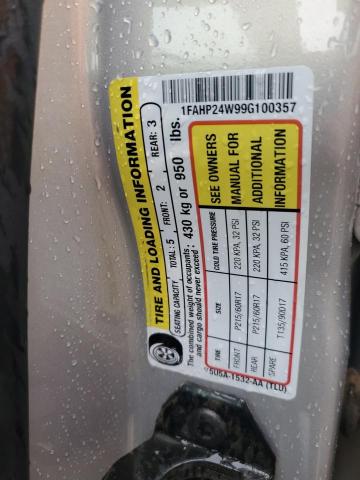 1FAHP24W99G100357
TIRE AND LOADING INFORMATION
SEATING CAPACITY TOTAL: 5 FRONT: 2 REAR: 3
The combined weight of occupants and cargo should never exceed : 430 kg or 950 lbs.
TIRE SIZE COLD TIRE PRESSURE
FRONT P215/60R17 220 KPA, 32 PSI
REAR P215/60R17 220 KPA, 32 PSI
SPARE T135/90D17 415 KPA, 60 PSI
SEE OWNERS
MANUAL FOR
ADDITIONAL
INFORMATION
1532-AA (TLU)